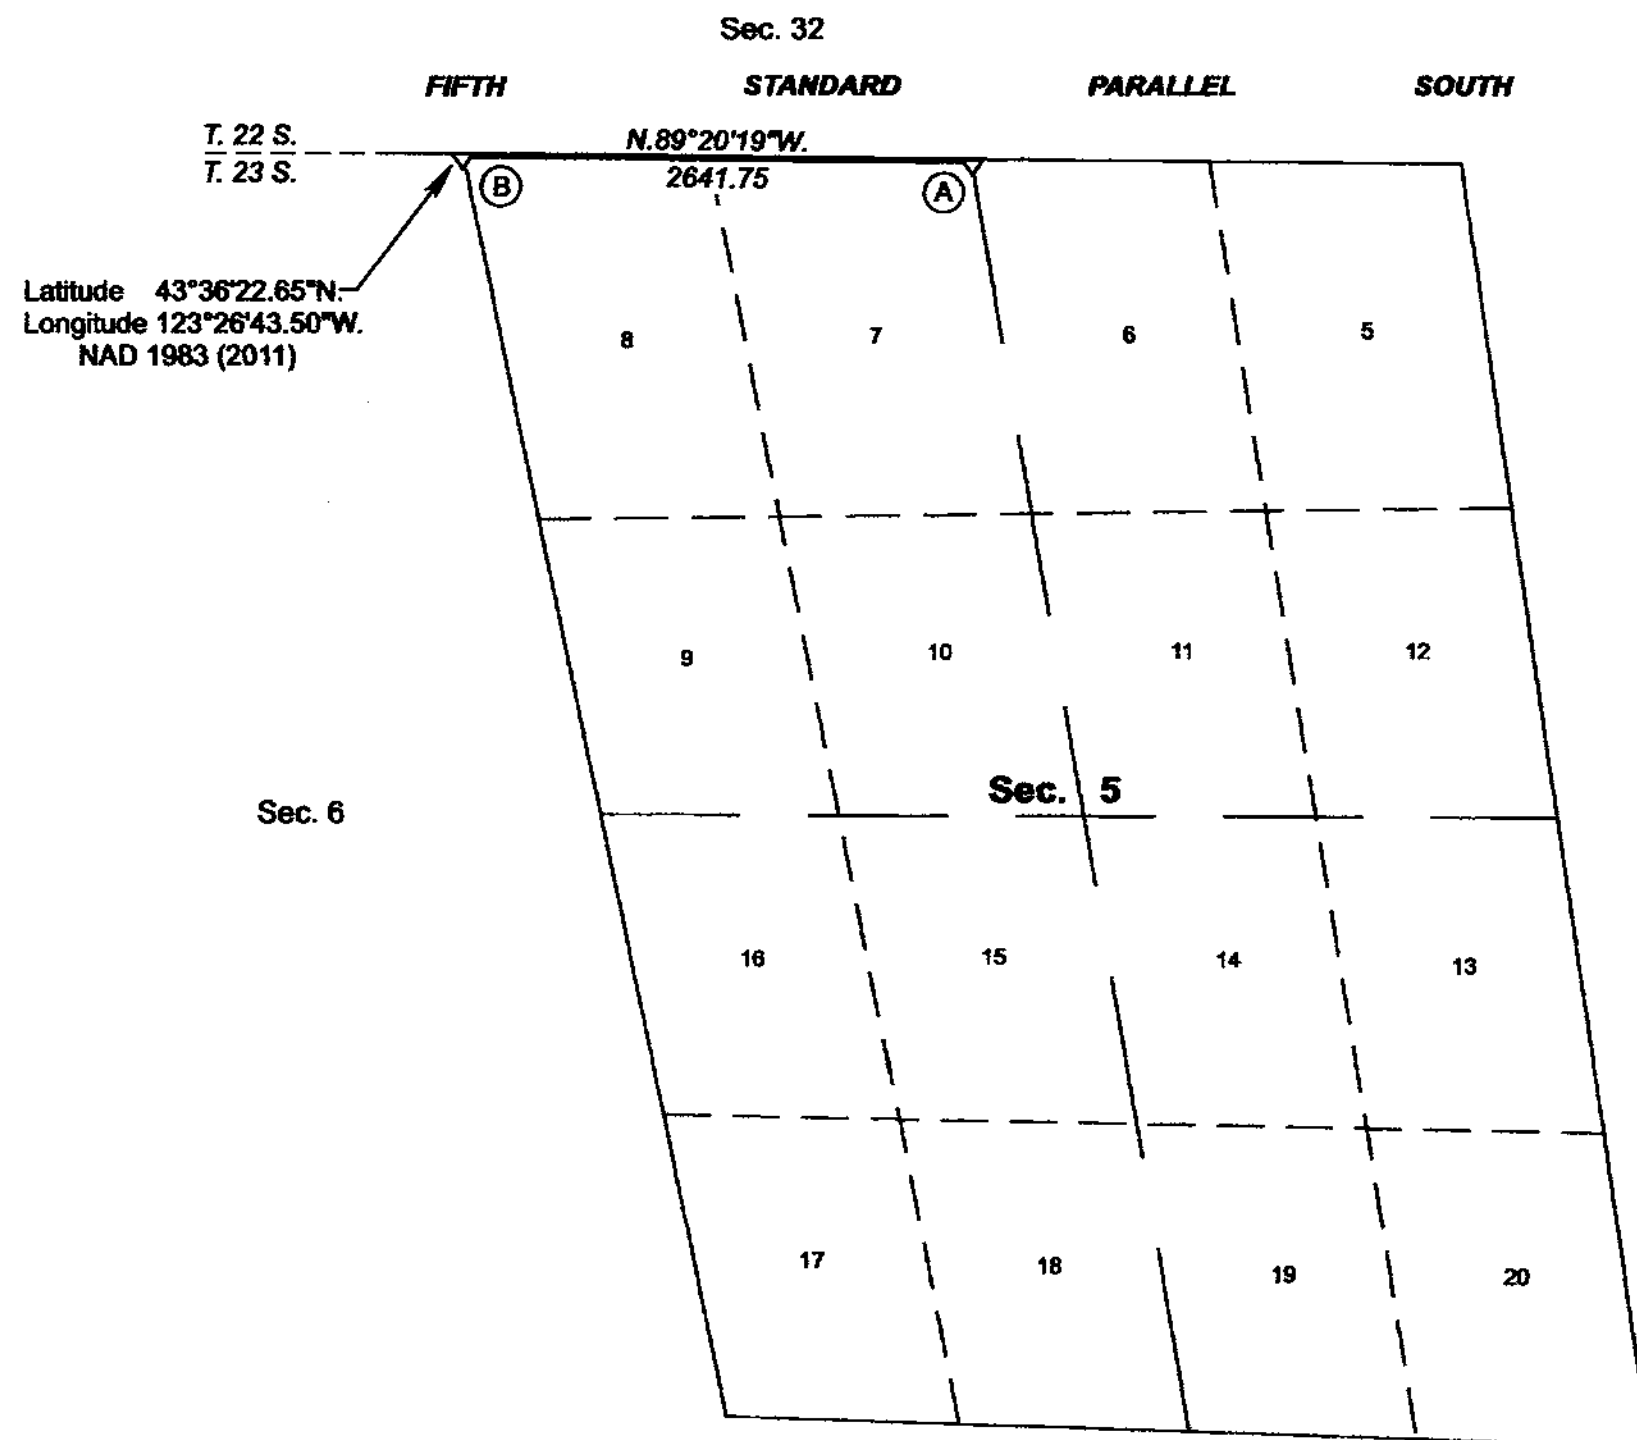 Sec. 32
FIFTH STANDARD PARALLEL SOUTH
T. 22 S.
T. 23 S.
N.89°20'19"W.
2641.75
B
A
Latitude 43°36'22.65"N.
Longitude 123°26'43.50"W.
NAD 1983 (2011)
8 7 6 5
9 10 11 12
Sec. 5
Sec. 6
16 15 14 13
17 18 19 20